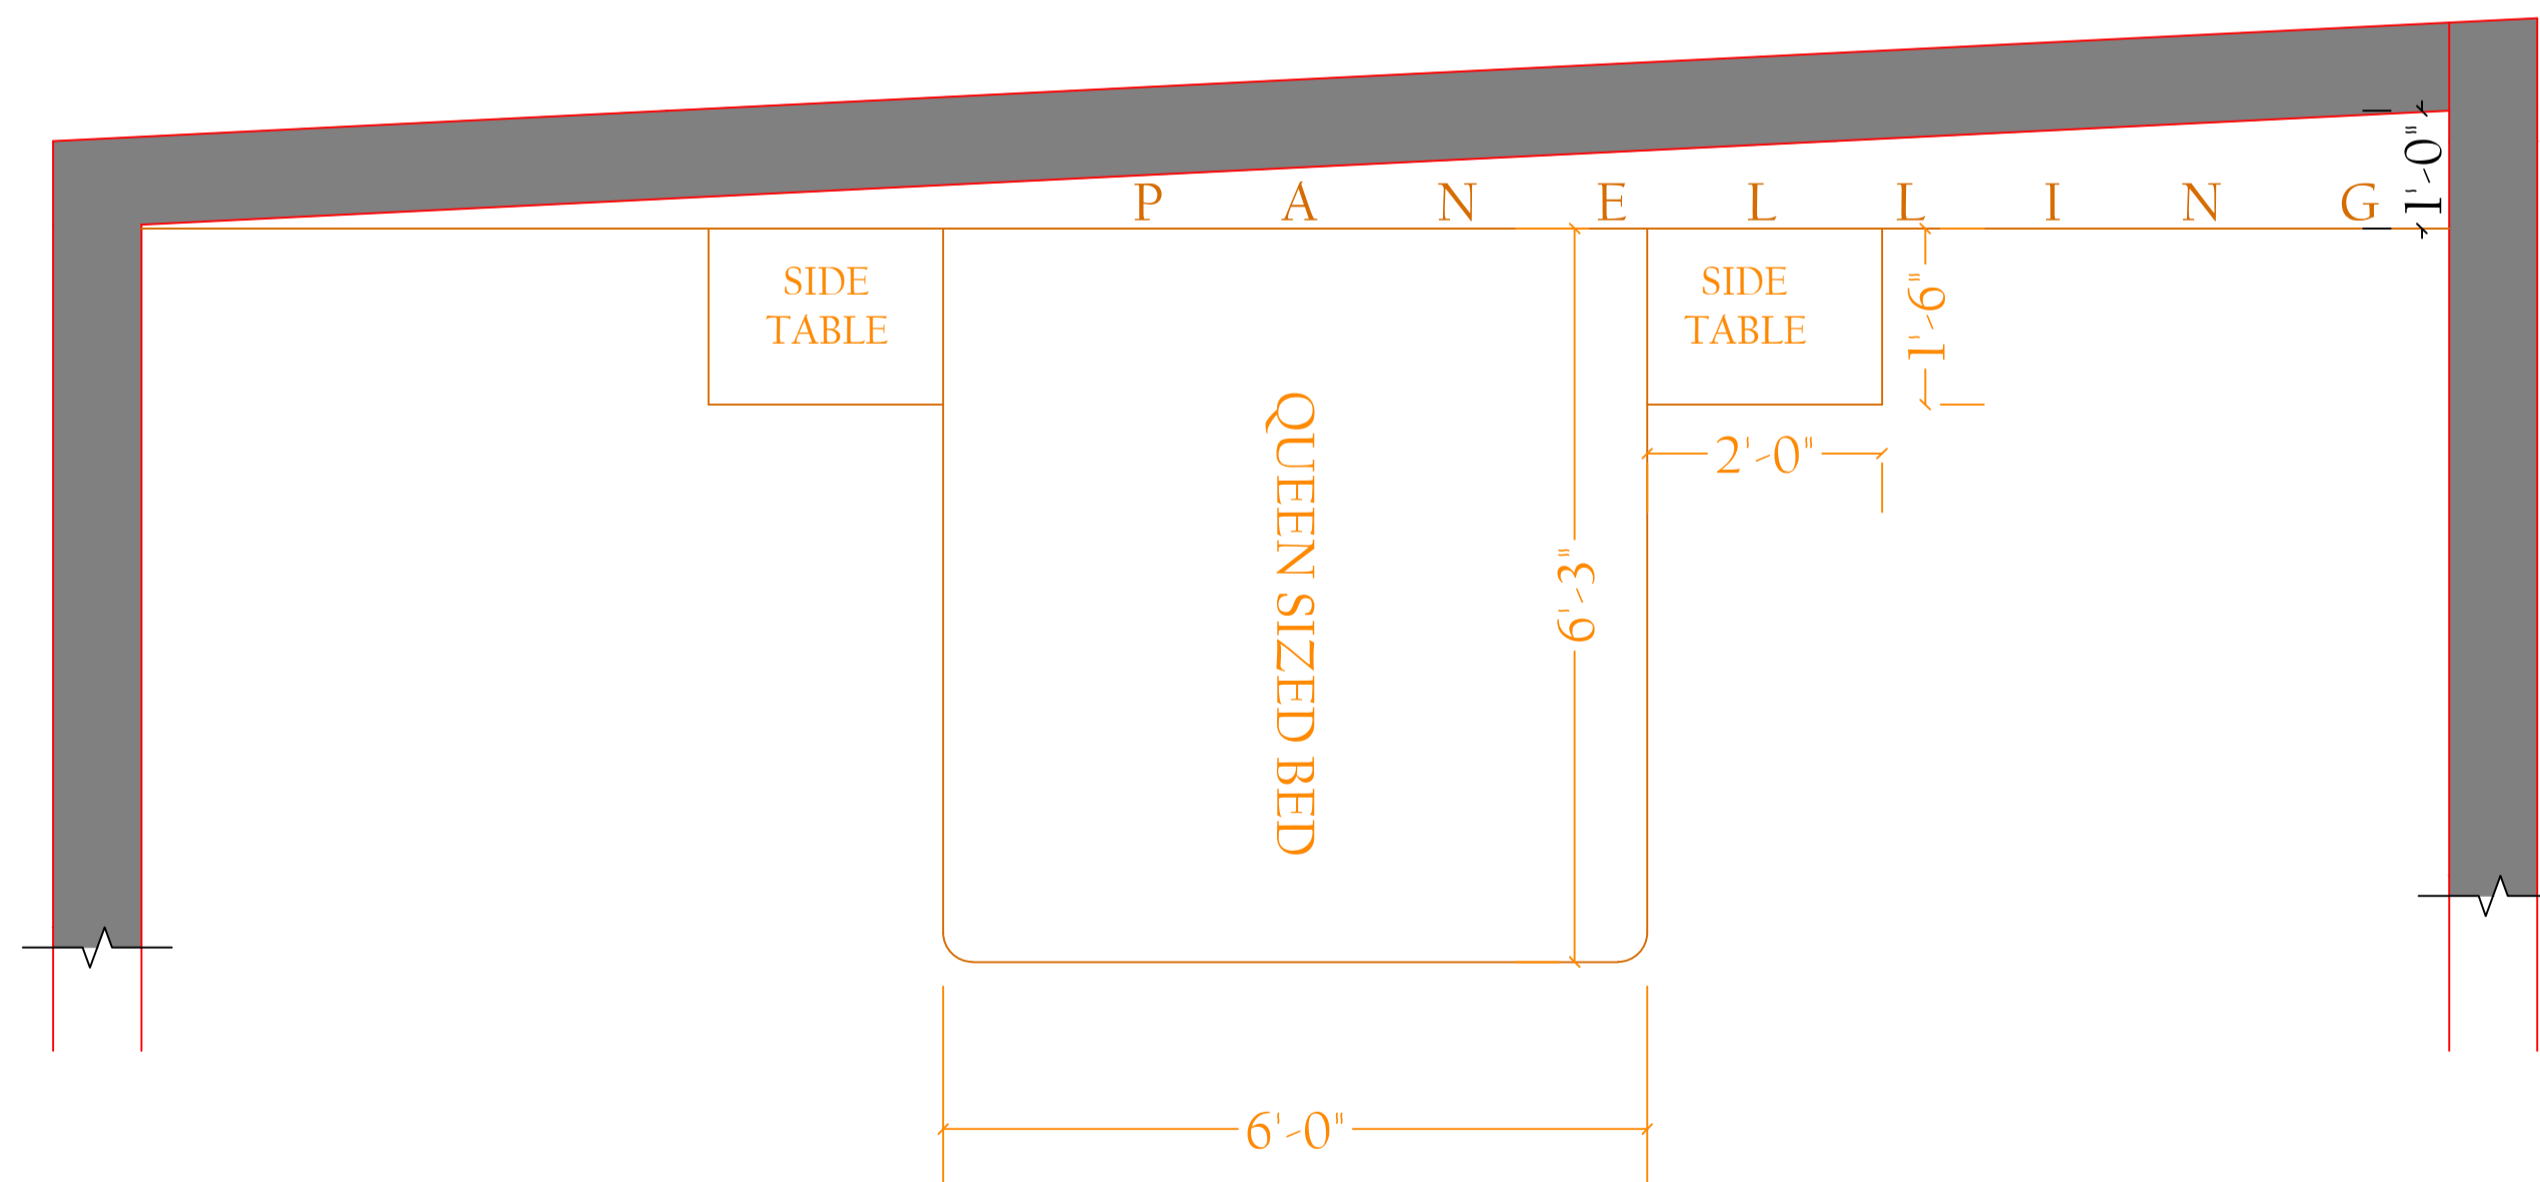 P A N E L L I N G
1'-0"
SIDE
TABLE
SIDE
TABLE
1'-6"
2'-0"
QUEEN SIZED BED
6'-3"
6'-0"